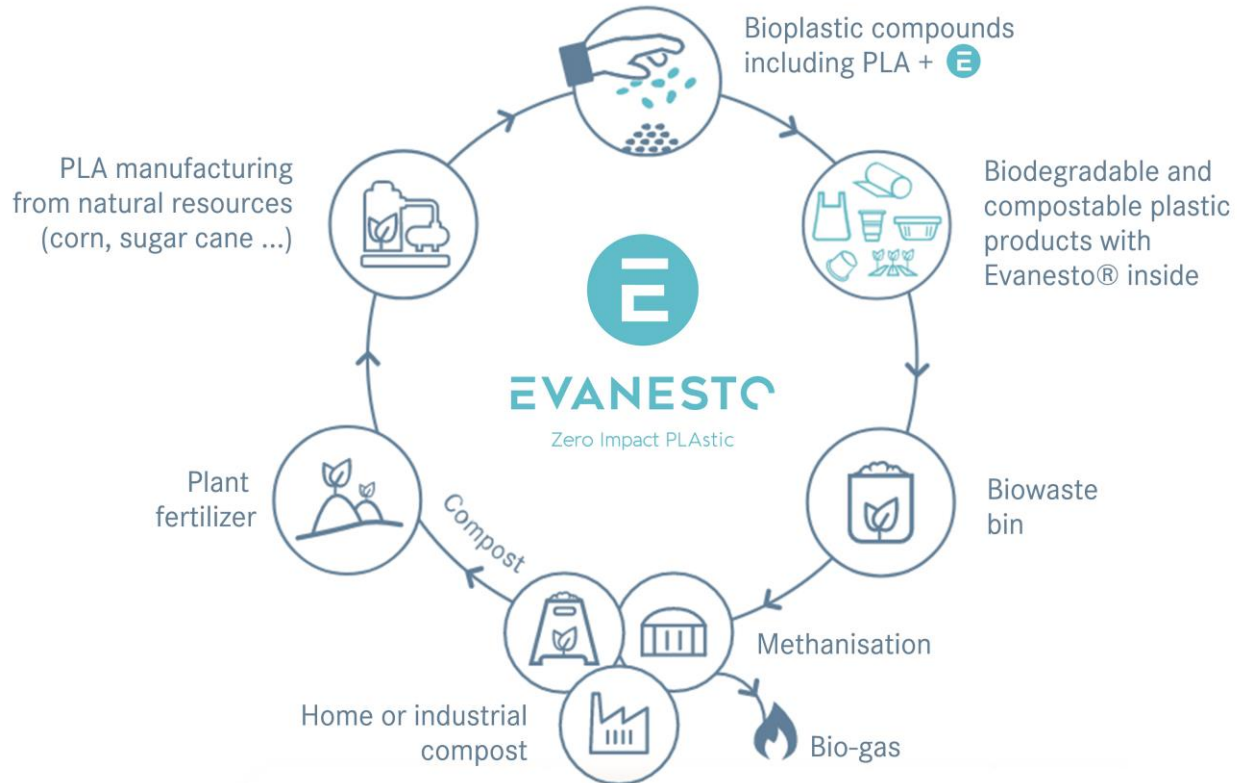 Bioplastic compounds
including PLA + E
PLA manufacturing
from natural resources
(corn, sugar cane ...)
Biodegradable and
compostable plastic
products with
Evanesto® inside
E
EVANESTO
Zero Impact PLAstic
Plant
fertilizer
Compost
Biowaste
bin
Methanisation
Home or industrial
compost
Bio-gas